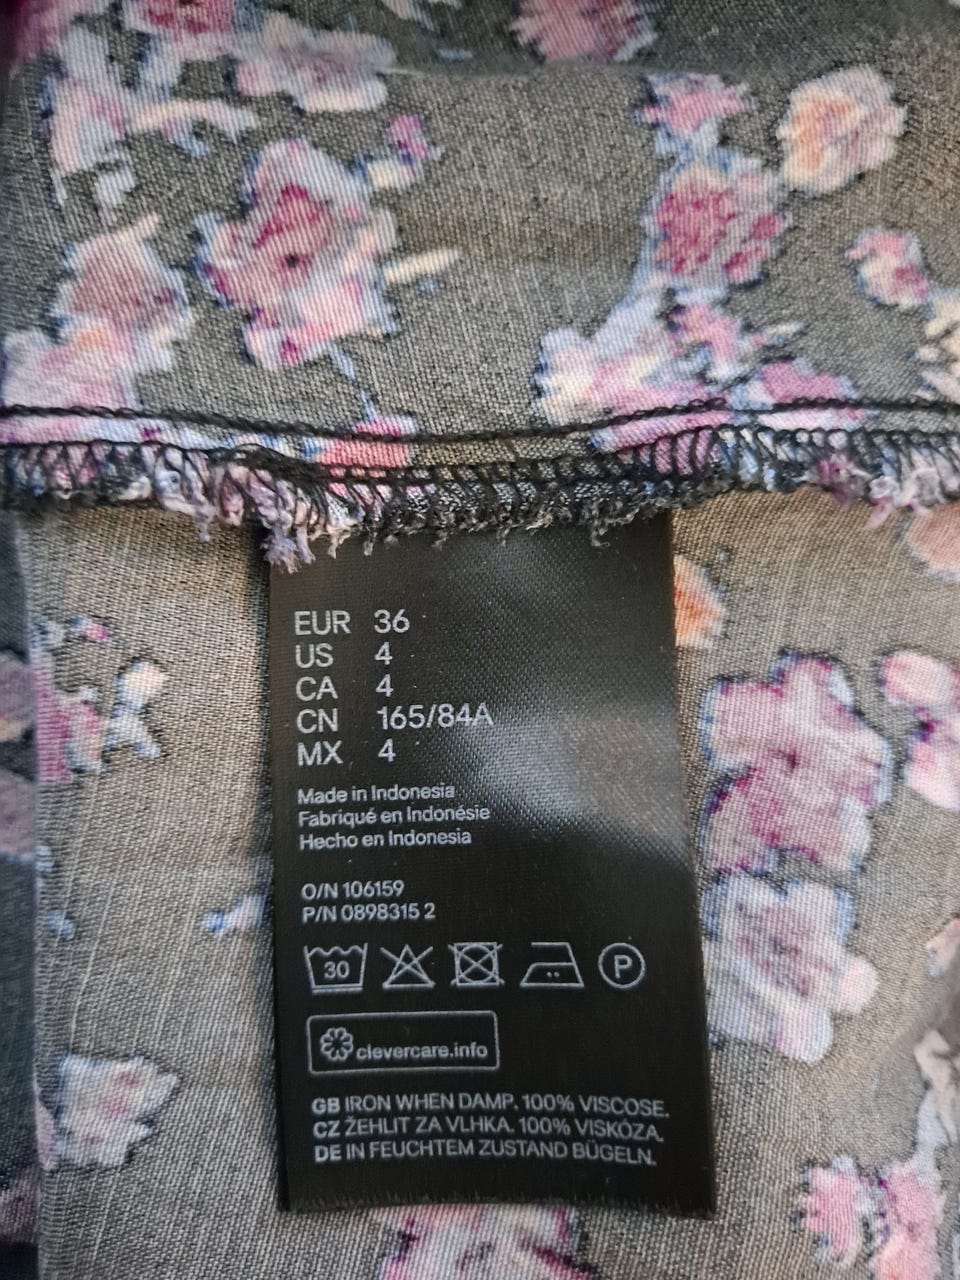 EUR 36
US 4
CA 4
CN 165/84A
MX 4
Made in Indonesia
Fabriqué en Indonésie
Hecho en Indonesia
O/N 106159
P/N 0898315 2
30 P
clevercare.info
GB IRON WHEN DAMP. 100% VISCOSE.
CZ ŽEHLIT ZA VLHKA. 100% VISKÓZA.
DE IN FEUCHTEM ZUSTAND BÜGELN.